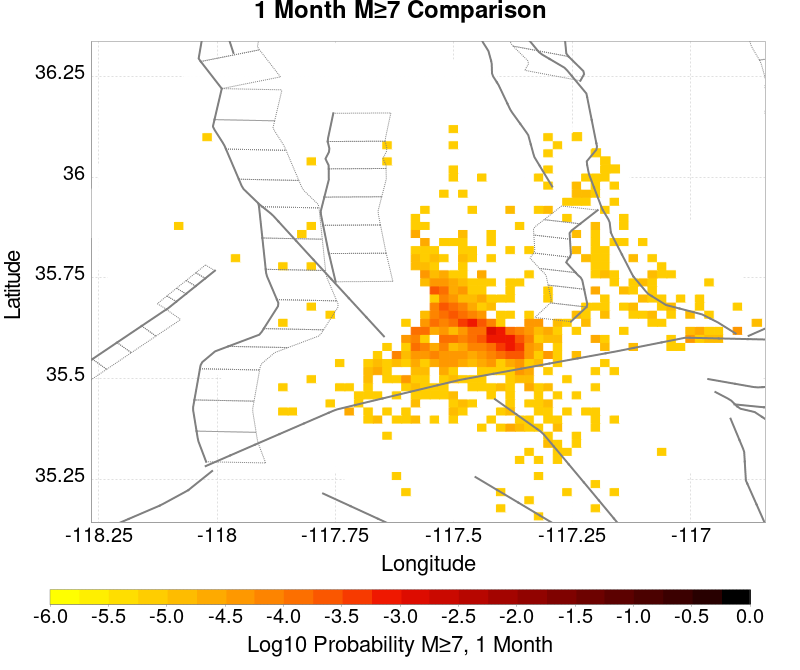 1 Month M≥7 Comparison
36.25
36
35.75
35.5
35.25
Latitude
-118.25 -118 -117.75 -117.5 -117.25 -117
Longitude
-6.0 -5.5 -5.0 -4.5 -4.0 -3.5 -3.0 -2.5 -2.0 -1.5 -1.0 -0.5 0.0
Log10 Probability M≥7, 1 Month